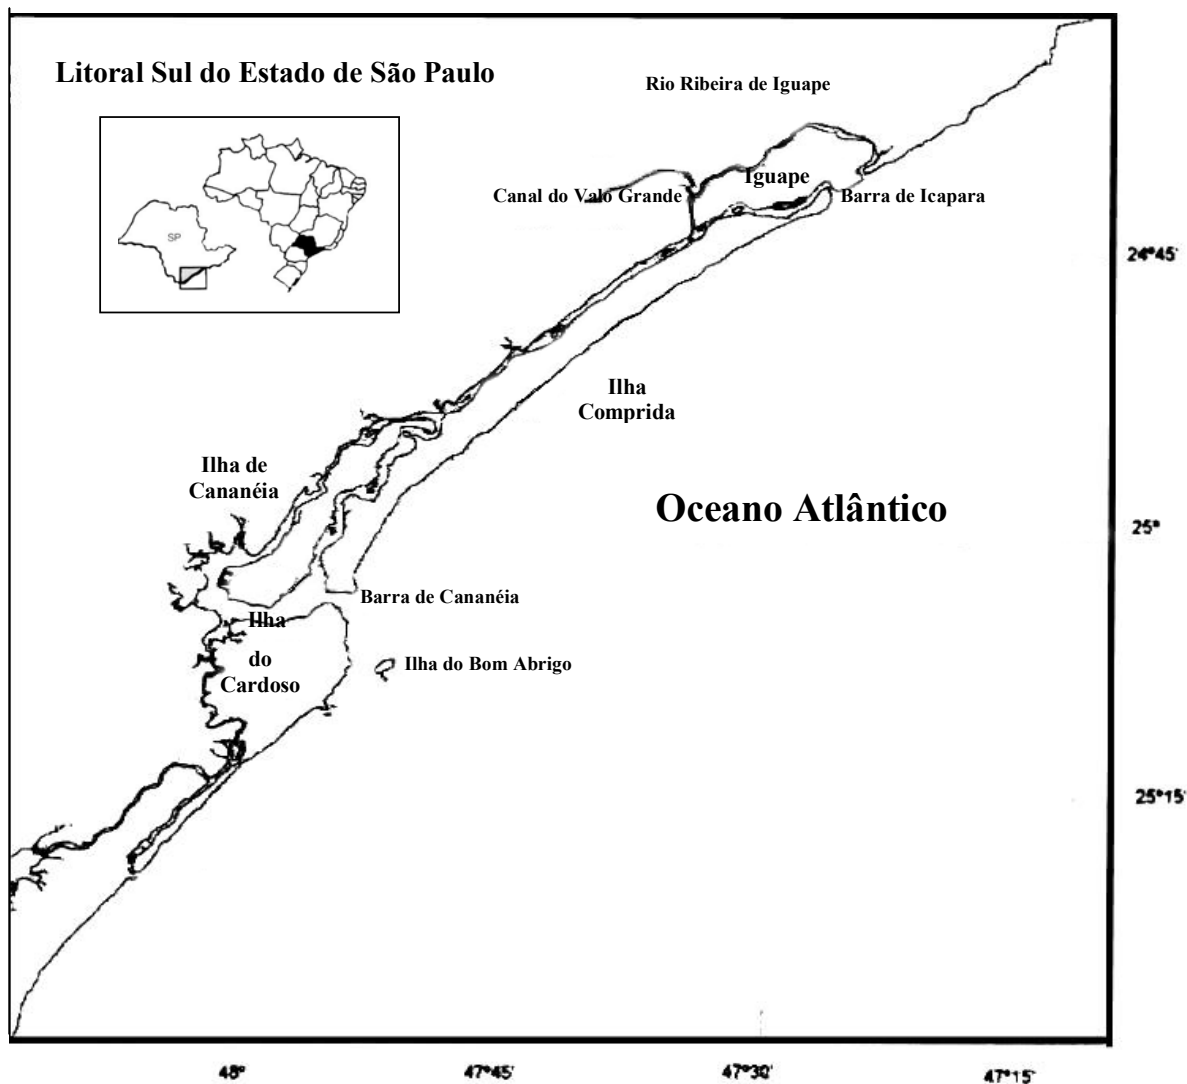 Litoral Sul do Estado de São Paulo
SP
Rio Ribeira de Iguape
Iguape
Canal do Valo Grande
Barra de Icapara
24°45'
Ilha
Comprida
Ilha de
Cananéia
Oceano Atlântico
25°
Barra de Cananéia
Ilha
do
Cardoso
Ilha do Bom Abrigo
25°15'
48°
47°45'
47°30'
47°15'